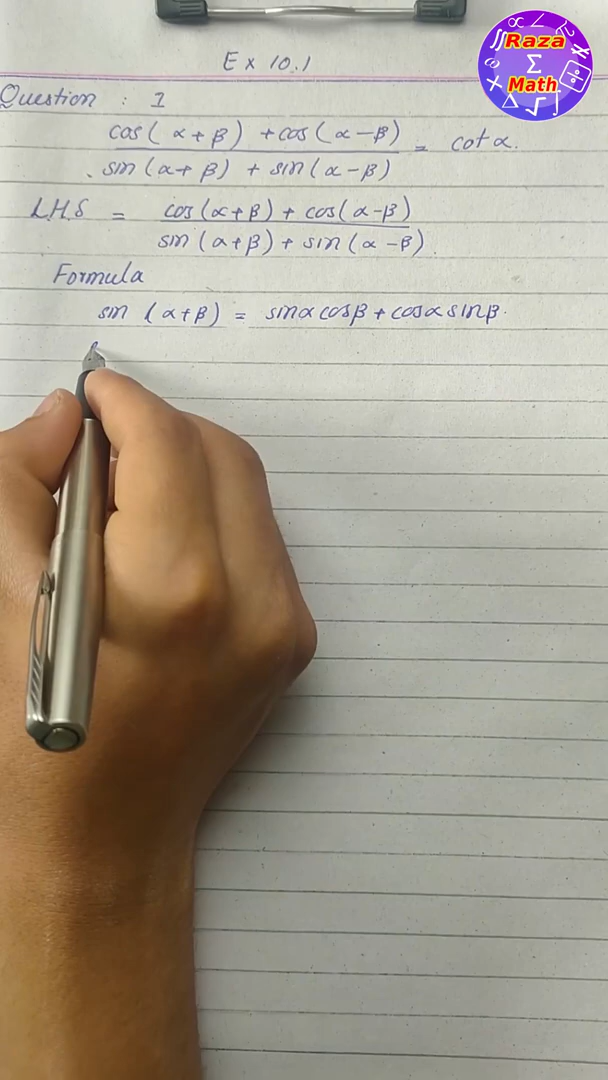 Ex 10.1
Question : 1
cos(α+β) + cos(α-β) / sin(α+β) + sin(α-β) = cot α.
L.H.S = cos(α+β) + cos(α-β) / sin(α+β) + sin(α-β).
Formula
sin (α+β) = sinα cosβ + cosα sinβ.
Raza
Σ
Math